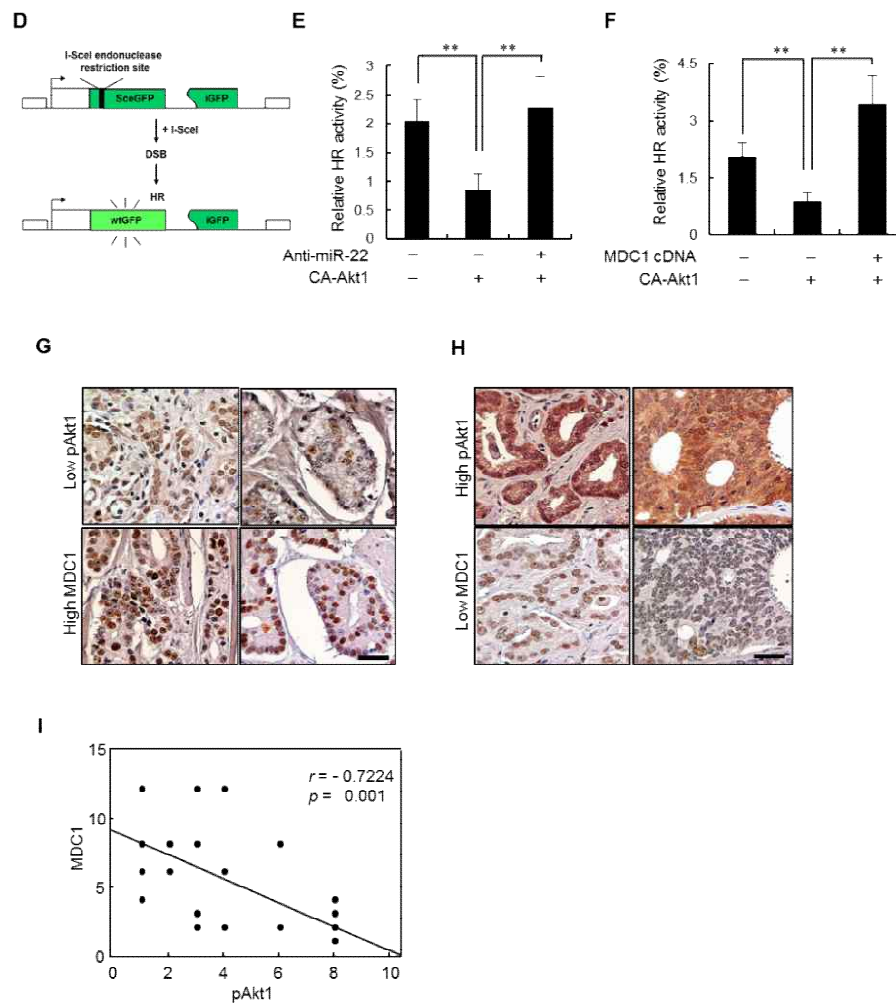 D
I-SceI endonuclease
restriction site
SceGFP
iGFP
+ I-SceI
DSB
HR
wtGFP
iGFP
E
Relative HR activity (%)
3
2.5
2
1.5
1
0.5
0
** **
Anti-miR-22 – – +
CA-Akt1 – + +
F
Relative HR activity (%)
4.5
3
1.5
0
** **
MDC1 cDNA – – +
CA-Akt1 – + +
G
Low pAkt1
High MDC1
H
High pAkt1
Low MDC1
I
MDC1
15
10
5
0
r = - 0.7224
p = 0.001
0 2 4 6 8 10
pAkt1